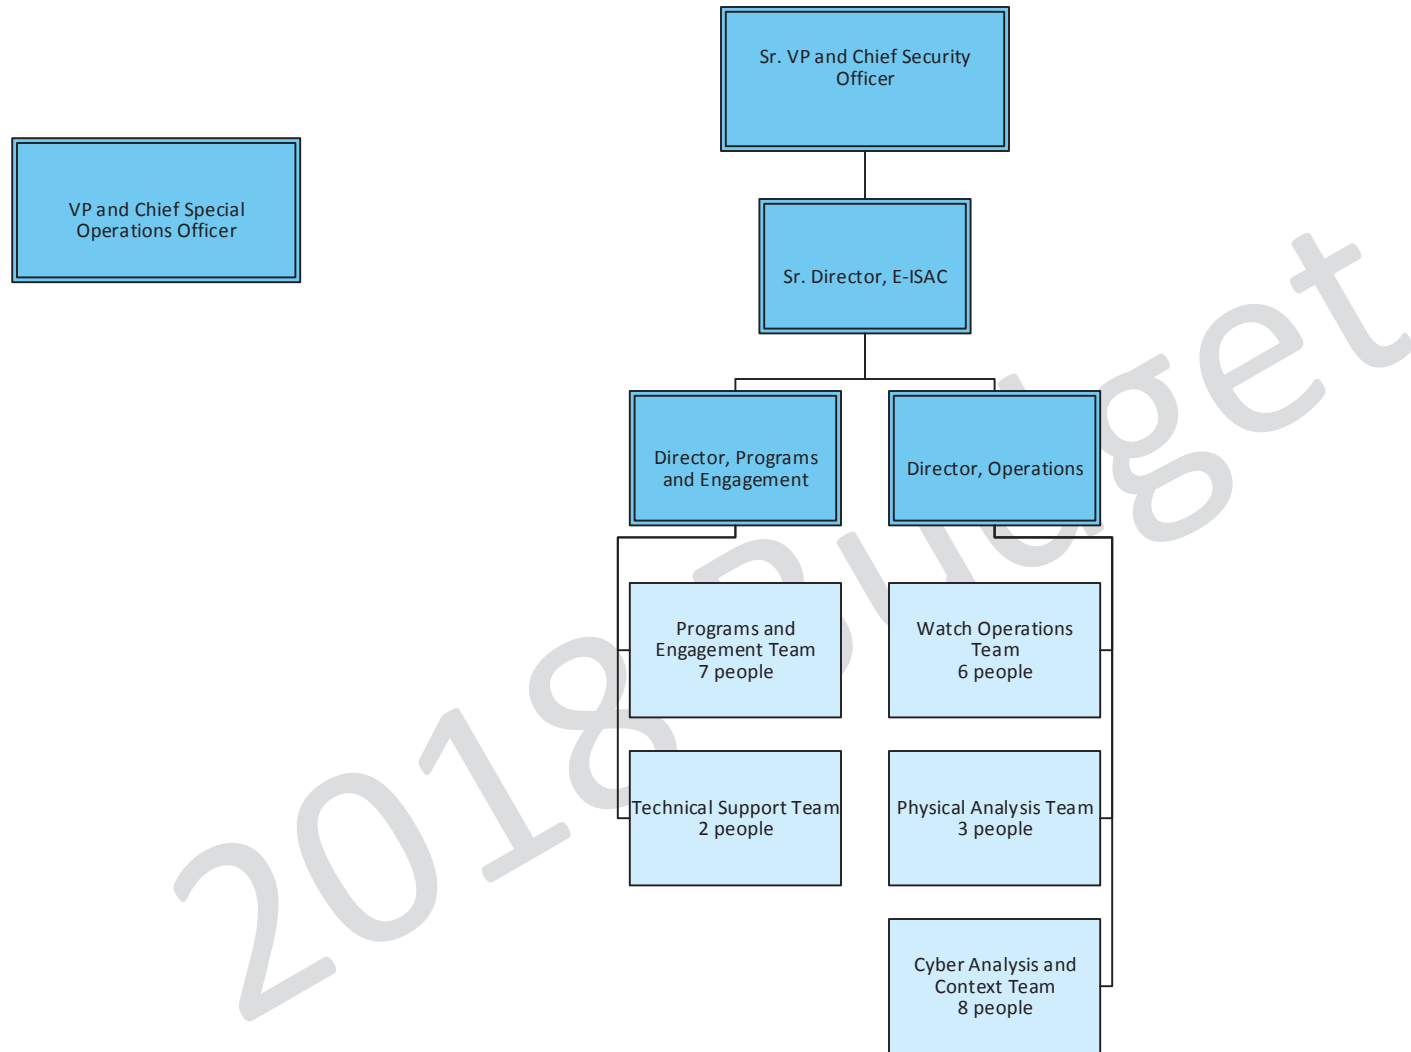 Sr. VP and Chief Security
Officer
VP and Chief Special
Operations Officer
Sr. Director, E-ISAC
Director, Programs
and Engagement
Director, Operations
Programs and
Engagement Team
7 people
Watch Operations
Team
6 people
Technical Support Team
2 people
Physical Analysis Team
3 people
Cyber Analysis and
Context Team
8 people
2018 Budget